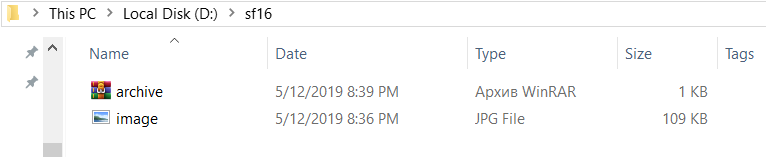 This PC > Local Disk (D:) > sf16
Name Date Type Size Tags
archive 5/12/2019 8:39 PM Архив WinRAR 1 KB
image 5/12/2019 8:36 PM JPG File 109 KB